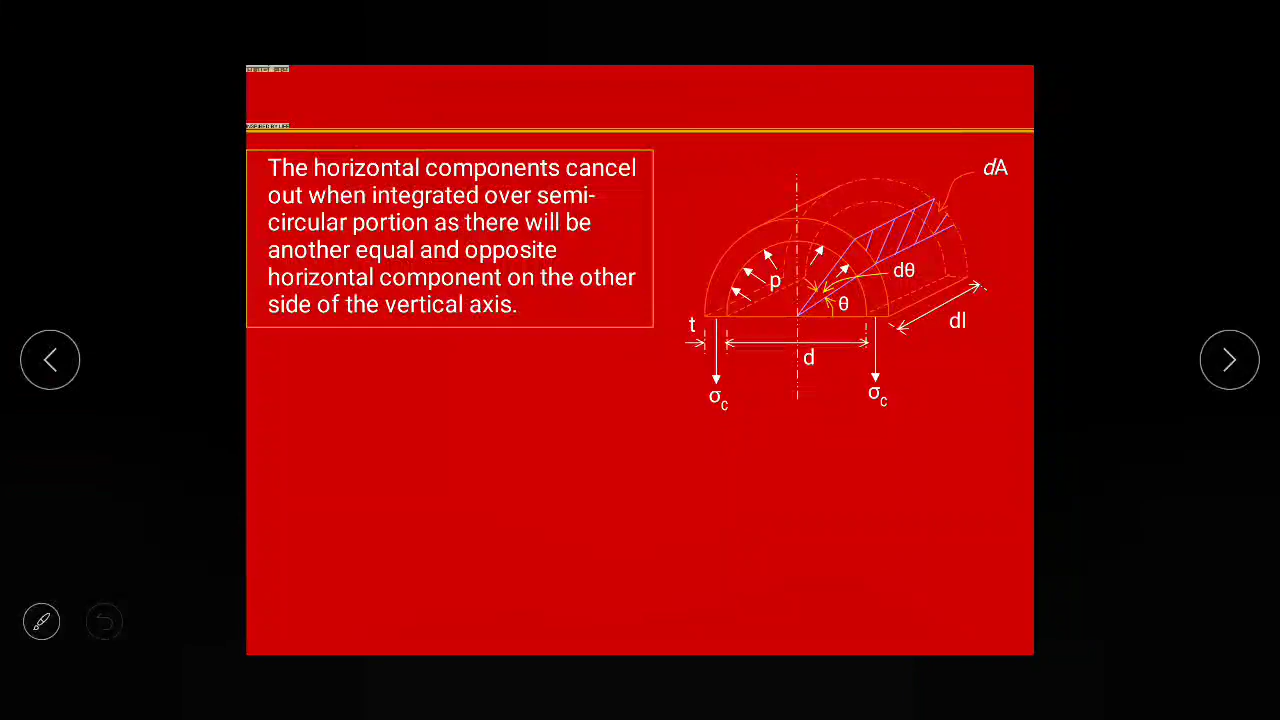 The horizontal components cancel
out when integrated over semi-
circular portion as there will be
another equal and opposite
horizontal component on the other
side of the vertical axis.
dA
dθ
p
θ
t
dl
d
σc
σc